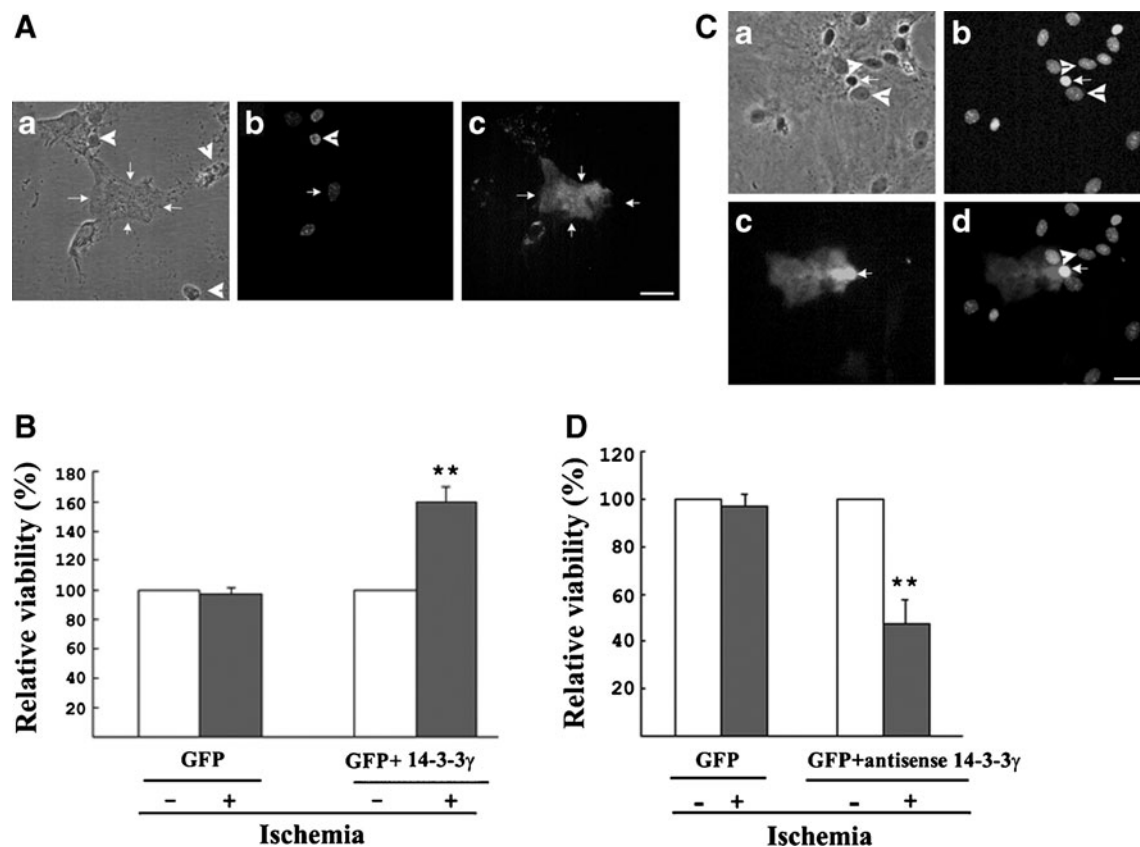 A
a
b
c
C
a
b
c
d
B
Relative viability (%)
180
160
140
120
100
80
60
40
20
**
GFP
GFP+ 14-3-3γ
− + − +
Ischemia
D
Relative viability (%)
120
100
80
60
40
20
**
GFP
GFP+antisense 14-3-3γ
- + - +
Ischemia